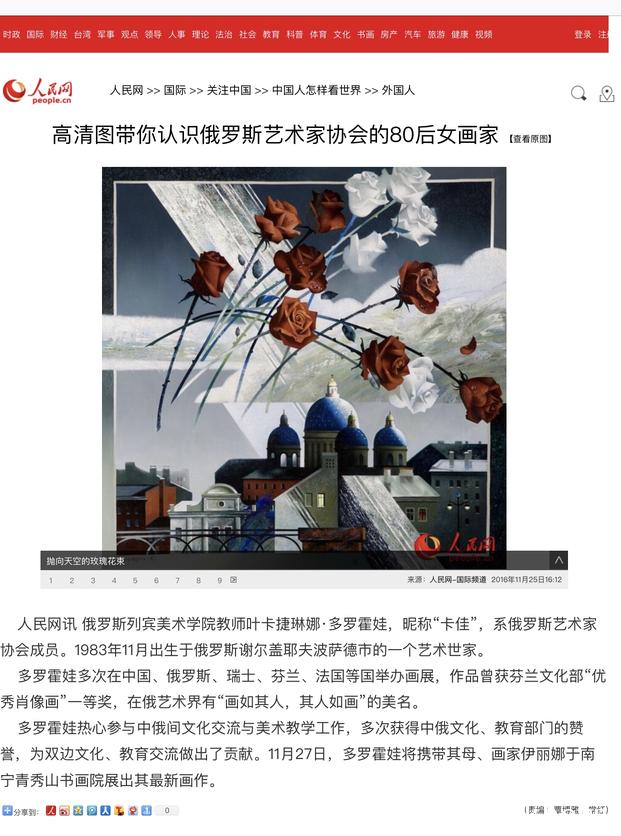 时政 国际 财经 台湾 军事 观点 领导 人事 理论 法治 社会 教育 科普 体育 文化 书画 房产 汽车 旅游 健康 视频 登录
人民网 people.cn
人民网 >> 国际 >> 关注中国 >> 中国人怎样看世界 >> 外国人
高清图带你认识俄罗斯艺术家协会的80后女画家 【查看原图】
人民网
抛向天空的玫瑰花束
1 2 3 4 5 6 7 8 9
来源：人民网-国际频道 2016年11月25日16:12
人民网讯 俄罗斯列宾美术学院教师叶卡捷琳娜·多罗霍娃，昵称“卡佳”，系俄罗斯艺术家
协会成员。1983年11月出生于俄罗斯谢尔盖耶夫波萨德市的一个艺术世家。
多罗霍娃多次在中国、俄罗斯、瑞士、芬兰、法国等国举办画展，作品曾获芬兰文化部“优
秀肖像画”一等奖，在俄艺术界有“画如其人，其人如画”的美名。
多罗霍娃热心参与中俄间文化交流与美术教学工作，多次获得中俄文化、教育部门的赞
誉，为双边文化、教育交流做出了贡献。11月27日，多罗霍娃将携带其母、画家伊丽娜于南
宁青秀山书画院展出其最新画作。
分享到： 0